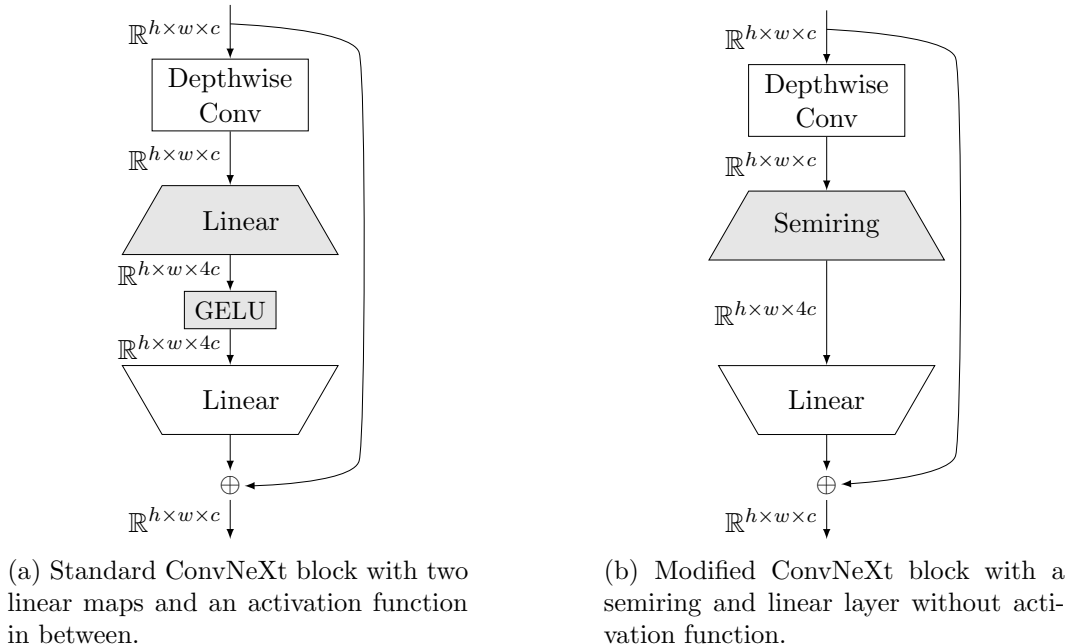 ℝ^{h×w×c}
Depthwise
Conv
ℝ^{h×w×c}
Linear
ℝ^{h×w×4c}
GELU
ℝ^{h×w×4c}
Linear
⊕
ℝ^{h×w×c}
(a) Standard ConvNeXt block with two
linear maps and an activation function
in between.
ℝ^{h×w×c}
Depthwise
Conv
ℝ^{h×w×c}
Semiring
ℝ^{h×w×4c}
Linear
⊕
ℝ^{h×w×c}
(b) Modified ConvNeXt block with a
semiring and linear layer without acti-
vation function.